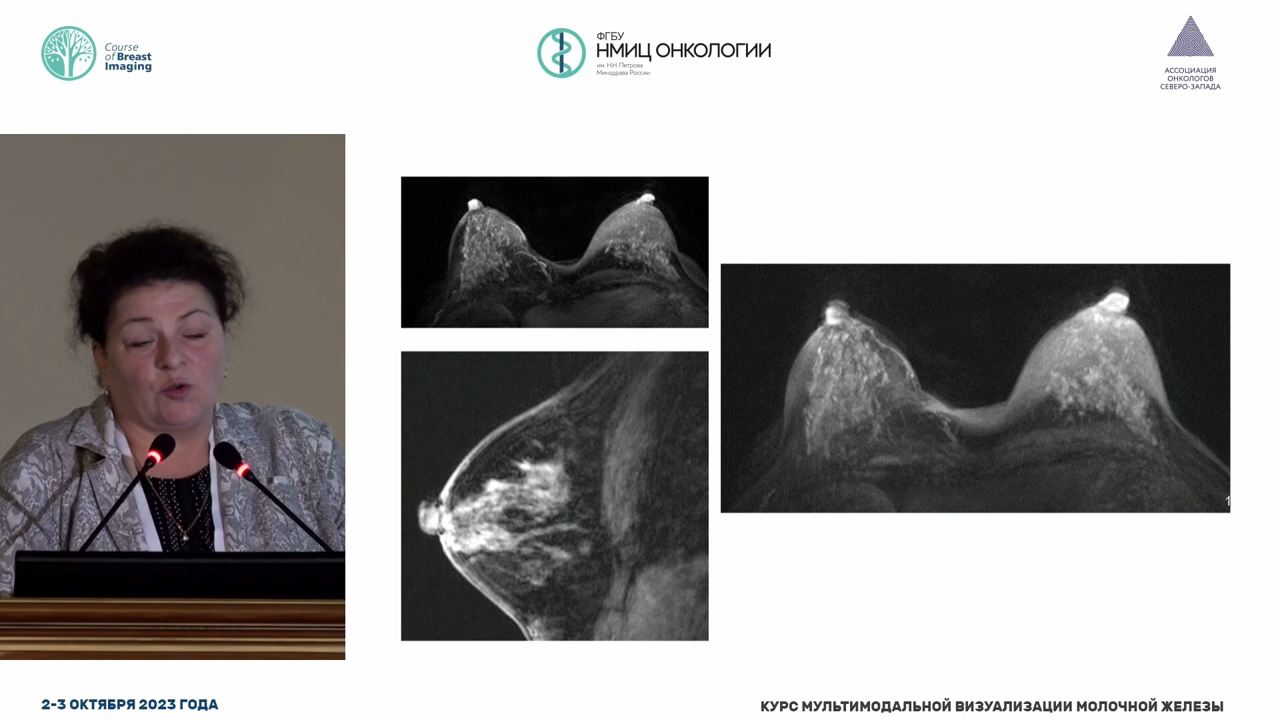 Course
of Breast
Imaging
ФГБУ
НМИЦ ОНКОЛОГИИ
им. Н.Н. Петрова
Минздрава России
АССОЦИАЦИЯ
ОНКОЛОГОВ
СЕВЕРО-ЗАПАДА
1
2-3 ОКТЯБРЯ 2023 ГОДА
КУРС МУЛЬТИМОДАЛЬНОЙ ВИЗУАЛИЗАЦИИ МОЛОЧНОЙ ЖЕЛЕЗЫ